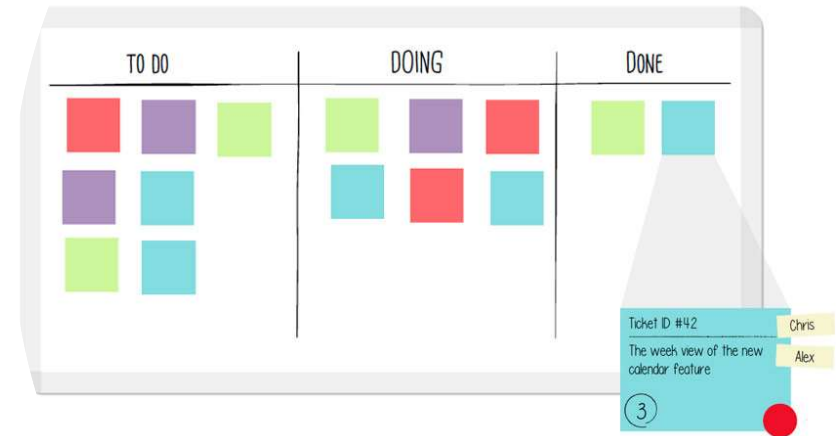 TO DO
DOING
DONE
Ticket ID #42
Chris
The week view of the new
calendar feature
Alex
3